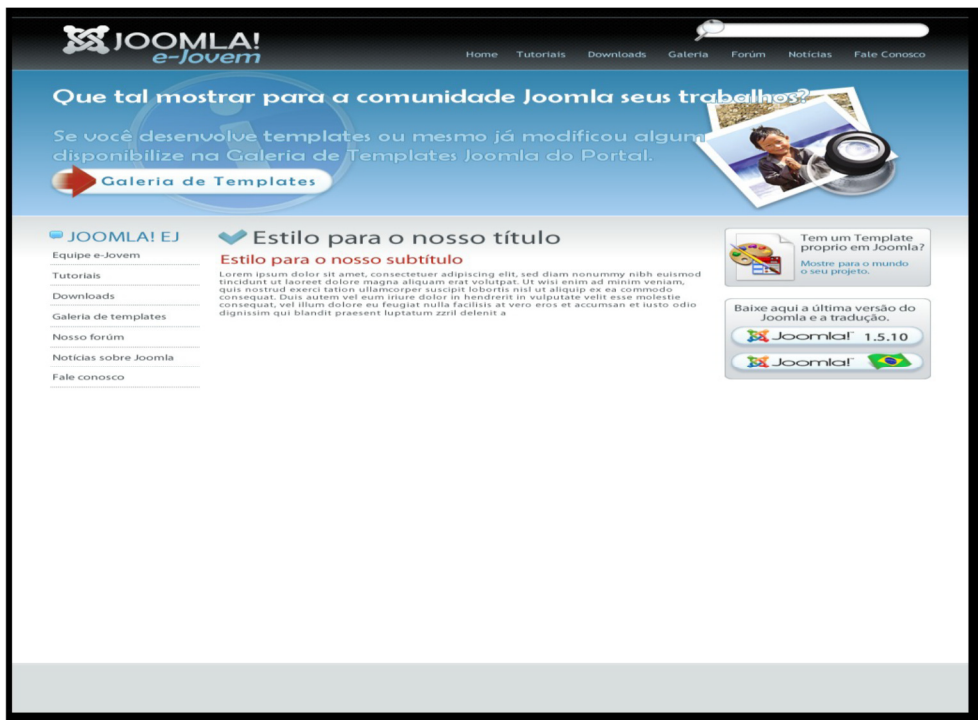 JOOMLA!
e-Jovem
Home Tutoriais Downloads Galeria Forúm Notícias Fale Conosco
Que tal mostrar para a comunidade Joomla seus trabalhos?
Se você desenvolve templates ou mesmo já modificou algum
disponibilize na Galeria de Templates Joomla do Portal.
Galeria de Templates
JOOMLA! EJ
Equipe e-Jovem
Tutoriais
Downloads
Galeria de templates
Nosso forúm
Notícias sobre Joomla
Fale conosco
Estilo para o nosso título
Estilo para o nosso subtítulo
Lorem ipsum dolor sit amet, consectetuer adipiscing elit, sed diam nonummy nibh euismod
tincidunt ut laoreet dolore magna aliquam erat volutpat. Ut wisi enim ad minim veniam,
quis nostrud exerci tation ullamcorper suscipit lobortis nisl ut aliquip ex ea commodo
consequat. Duis autem vel eum iriure dolor in hendrerit in vulputate velit esse molestie
consequat, vel illum dolore eu feugiat nulla facilisis at vero eros et accumsan et iusto odio
dignissim qui blandit praesent luptatum zzril delenit a
Tem um Template
proprio em Joomla?
Mostre para o mundo
o seu projeto.
Baixe aqui a última versão do
Joomla e a tradução.
Joomla! 1.5.10
Joomla!